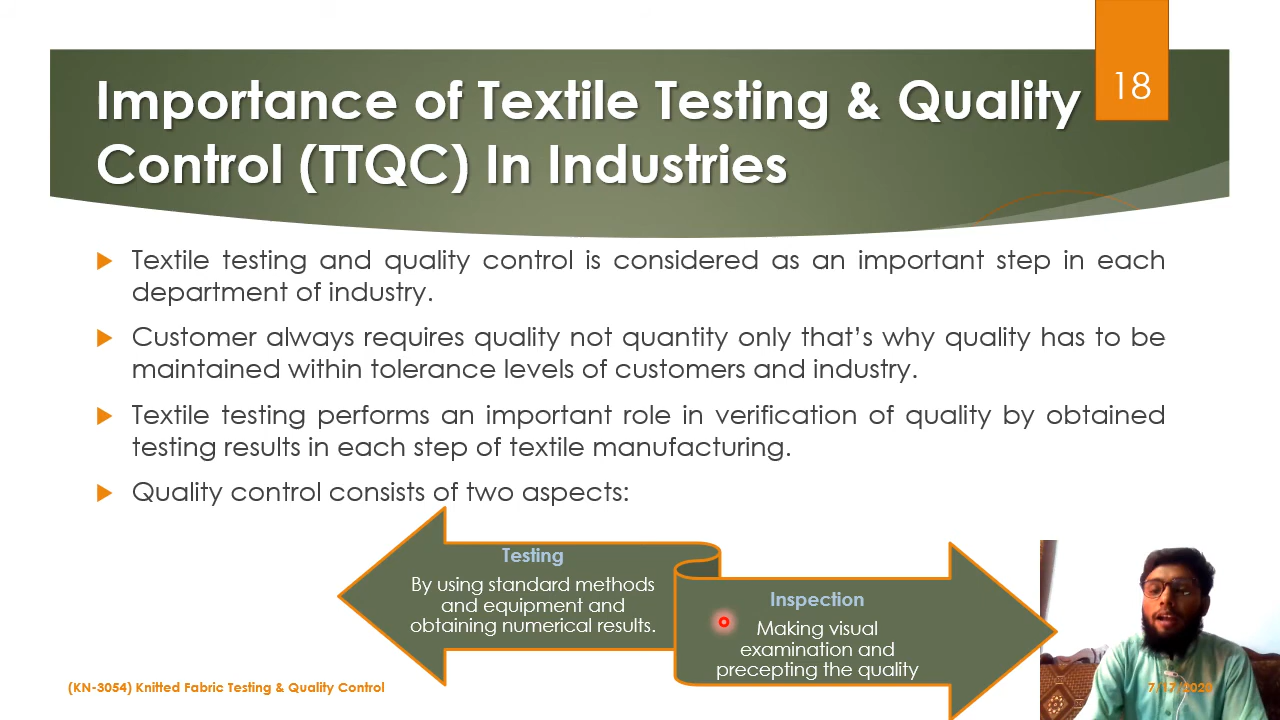 18
Importance of Textile Testing & Quality
Control (TTQC) In Industries
Textile testing and quality control is considered as an important step in each
department of industry.
Customer always requires quality not quantity only that's why quality has to be
maintained within tolerance levels of customers and industry.
Textile testing performs an important role in verification of quality by obtained
testing results in each step of textile manufacturing.
Quality control consists of two aspects:
Testing
By using standard methods
and equipment and
obtaining numerical results.
Inspection
Making visual
examination and
precepting the quality
(KN-3054) Knitted Fabric Testing & Quality Control
7/17/2020